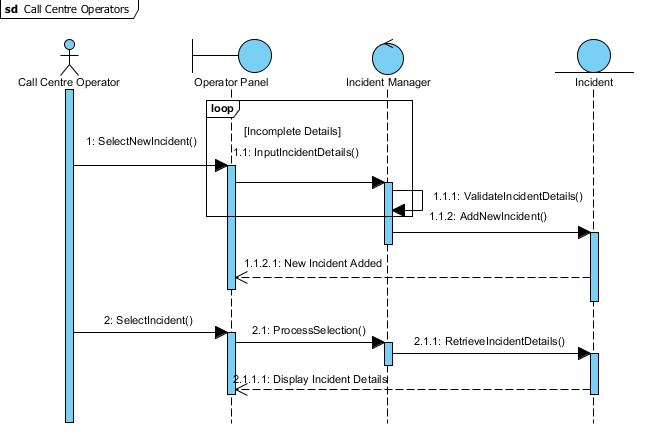 sd Call Centre Operators
Call Centre Operator
Operator Panel
Incident Manager
Incident
loop
[Incomplete Details]
1: SelectNewIncident()
1.1: InputIncidentDetails()
1.1.1: ValidateIncidentDetails()
1.1.2: AddNewIncident()
1.1.2.1: New Incident Added
2: SelectIncident()
2.1: ProcessSelection()
2.1.1: RetrieveIncidentDetails()
2.1.1.1: Display Incident Details